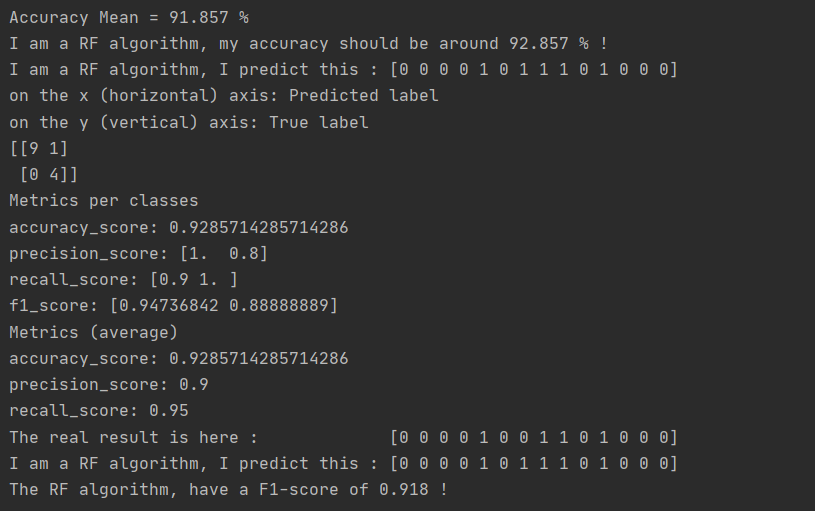 Accuracy Mean = 91.857 %
I am a RF algorithm, my accuracy should be around 92.857 % !
I am a RF algorithm, I predict this : [0 0 0 0 1 0 1 1 1 0 1 0 0 0]
on the x (horizontal) axis: Predicted label
on the y (vertical) axis: True label
[[9 1]
 [0 4]]
Metrics per classes
accuracy_score: 0.9285714285714286
precision_score: [1.  0.8]
recall_score: [0.9 1. ]
f1_score: [0.94736842 0.88888889]
Metrics (average)
accuracy_score: 0.9285714285714286
precision_score: 0.9
recall_score: 0.95
The real result is here :             [0 0 0 0 1 0 0 1 1 0 1 0 0 0]
I am a RF algorithm, I predict this : [0 0 0 0 1 0 1 1 1 0 1 0 0 0]
The RF algorithm, have a F1-score of 0.918 !